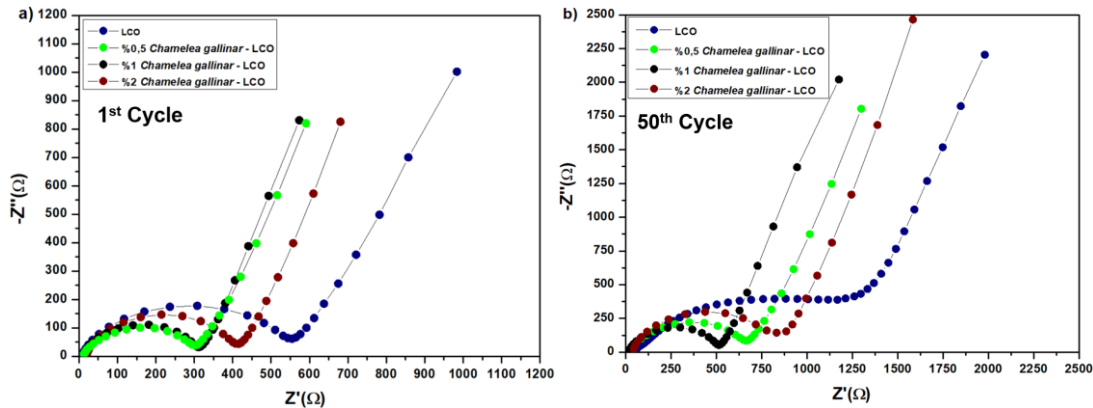 a)
1200
1100
1000
900
800
700
600
500
400
300
200
100
0
-Z"(Ω)
LCO
%0,5 Chamelea gallinar - LCO
%1 Chamelea gallinar - LCO
%2 Chamelea gallinar - LCO
1st Cycle
0 100 200 300 400 500 600 700 800 900 1000 1100 1200
Z'(Ω)
b)
2500
2250
2000
1750
1500
1250
1000
750
500
250
0
-Z"(Ω)
LCO
%0,5 Chamelea gallinar - LCO
%1 Chamelea gallinar - LCO
%2 Chamelea gallinar - LCO
50th Cycle
0 250 500 750 1000 1250 1500 1750 2000 2250 2500
Z'(Ω)